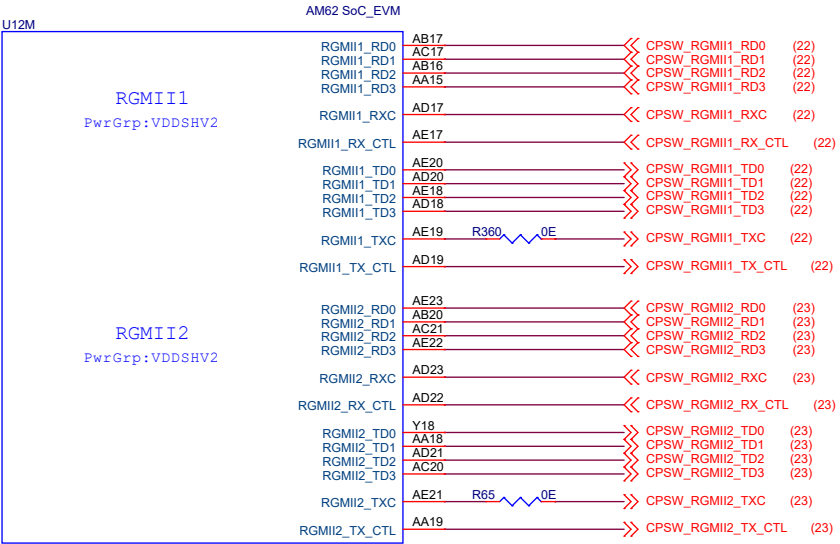 AM62 SoC_EVM
U12M
RGMII1
PwrGrp:VDDSHV2
RGMII1_RD0 AB17 CPSW_RGMII1_RD0 (22)
RGMII1_RD1 AC17 CPSW_RGMII1_RD1 (22)
RGMII1_RD2 AB16 CPSW_RGMII1_RD2 (22)
RGMII1_RD3 AA15 CPSW_RGMII1_RD3 (22)
RGMII1_RXC AD17 CPSW_RGMII1_RXC (22)
RGMII1_RX_CTL AE17 CPSW_RGMII1_RX_CTL (22)
RGMII1_TD0 AE20 CPSW_RGMII1_TD0 (22)
RGMII1_TD1 AD20 CPSW_RGMII1_TD1 (22)
RGMII1_TD2 AE18 CPSW_RGMII1_TD2 (22)
RGMII1_TD3 AD18 CPSW_RGMII1_TD3 (22)
RGMII1_TXC AE19 R360 0E CPSW_RGMII1_TXC (22)
RGMII1_TX_CTL AD19 CPSW_RGMII1_TX_CTL (22)
RGMII2
PwrGrp:VDDSHV2
RGMII2_RD0 AE23 CPSW_RGMII2_RD0 (23)
RGMII2_RD1 AB20 CPSW_RGMII2_RD1 (23)
RGMII2_RD2 AC21 CPSW_RGMII2_RD2 (23)
RGMII2_RD3 AE22 CPSW_RGMII2_RD3 (23)
RGMII2_RXC AD23 CPSW_RGMII2_RXC (23)
RGMII2_RX_CTL AD22 CPSW_RGMII2_RX_CTL (23)
RGMII2_TD0 Y18 CPSW_RGMII2_TD0 (23)
RGMII2_TD1 AA18 CPSW_RGMII2_TD1 (23)
RGMII2_TD2 AD21 CPSW_RGMII2_TD2 (23)
RGMII2_TD3 AC20 CPSW_RGMII2_TD3 (23)
RGMII2_TXC AE21 R65 0E CPSW_RGMII2_TXC (23)
RGMII2_TX_CTL AA19 CPSW_RGMII2_TX_CTL (23)